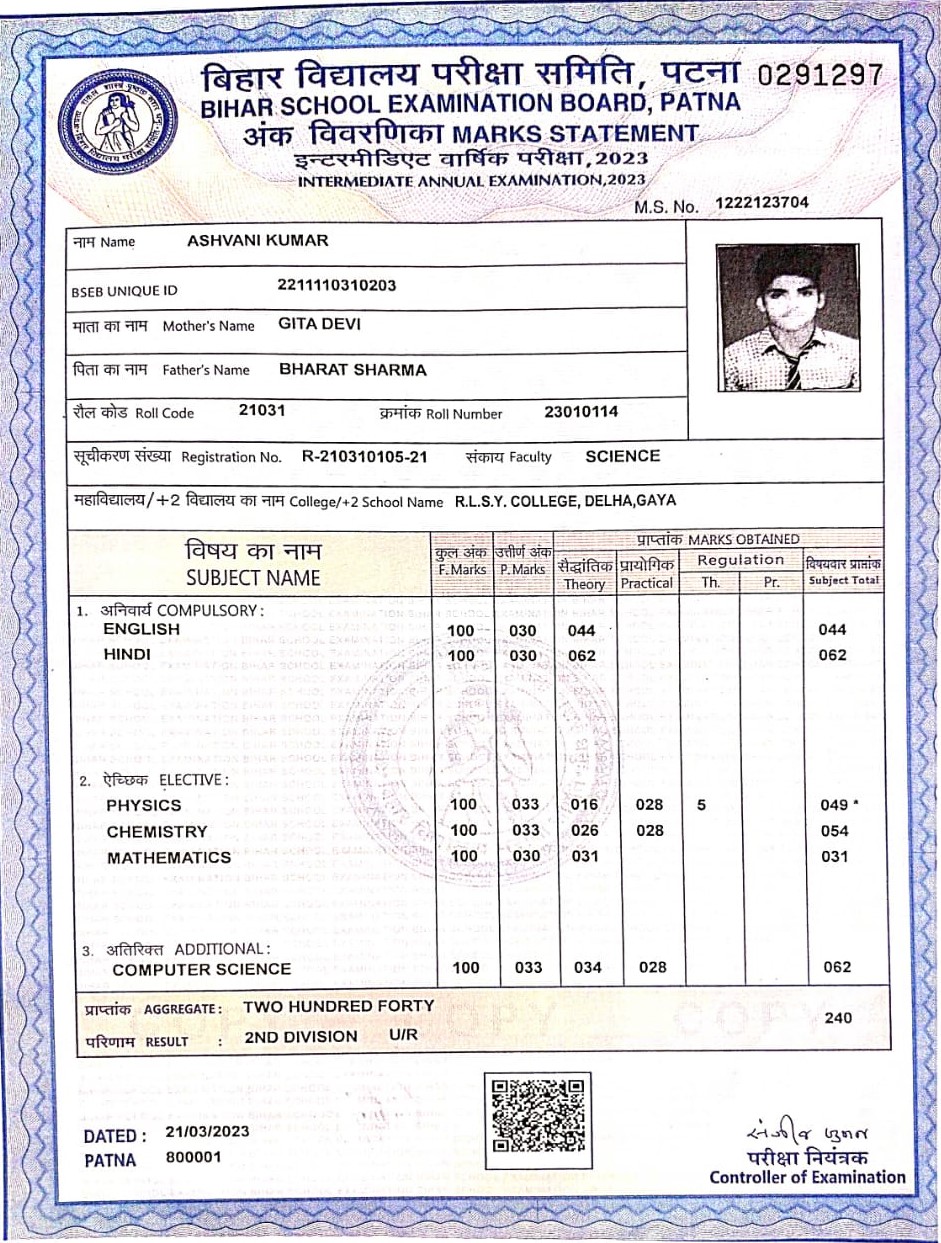 बिहार विद्यालय परीक्षा समिति, पटना 0291297
BIHAR SCHOOL EXAMINATION BOARD, PATNA
अंक विवरणिका MARKS STATEMENT
इन्टरमीडिएट वार्षिक परीक्षा, 2023
INTERMEDIATE ANNUAL EXAMINATION,2023
M.S. No. 1222123704
नाम Name ASHVANI KUMAR
BSEB UNIQUE ID 2211110310203
माता का नाम Mother's Name GITA DEVI
पिता का नाम Father's Name BHARAT SHARMA
रौल कोड Roll Code 21031 क्रमांक Roll Number 23010114
सूचीकरण संख्या Registration No. R-210310105-21 संकाय Faculty SCIENCE
महाविद्यालय/+2 विद्यालय का नाम College/+2 School Name R.L.S.Y. COLLEGE, DELHA,GAYA
विषय का नाम कुल अंक उत्तीर्ण अंक प्राप्तांक MARKS OBTAINED
SUBJECT NAME F.Marks P.Marks सैद्धांतिक प्रायोगिक Regulation विषयवार प्राप्तांक
Theory Practical Th. Pr. Subject Total
1. अनिवार्य COMPULSORY:
ENGLISH 100 030 044 044
HINDI 100 030 062 062
2. ऐच्छिक ELECTIVE:
PHYSICS 100 033 016 028 5 049 *
CHEMISTRY 100 033 026 028 054
MATHEMATICS 100 030 031 031
3. अतिरिक्त ADDITIONAL:
COMPUTER SCIENCE 100 033 034 028 062
प्राप्तांक AGGREGATE: TWO HUNDRED FORTY 240
परिणाम RESULT : 2ND DIVISION U/R
DATED : 21/03/2023
PATNA 800001
संजीव कुमार
परीक्षा नियंत्रक
Controller of Examination